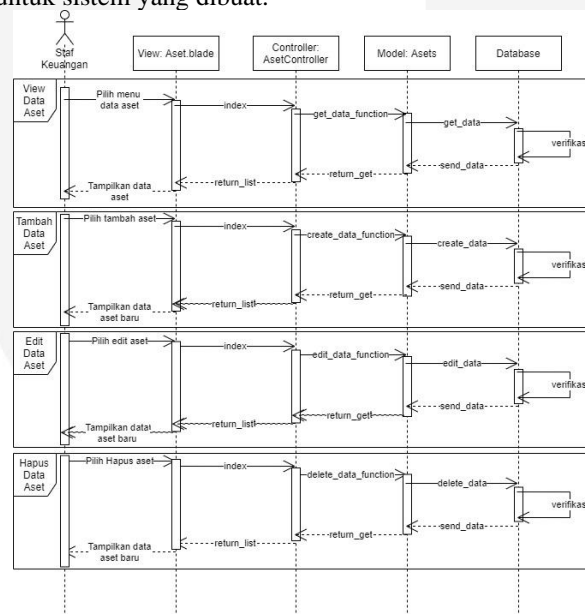 untuk sistem yang dibuat.
Staf
Keuangan
View: Aset.blade
Controller:
AsetController
Model: Asets
Database
View
Data
Aset
Pilih menu
data aset
index
get_data_function
get_data
verifikas
send_data
return_get
return_list
Tampilkan data
aset
Tambah
Data
Aset
Pilih tambah aset
index
create_data_function
create_data
verifikas
send_data
return_get
return_list
Tampilkan data
aset baru
Edit
Data
Aset
Pilih edit aset
index
edit_data_function
edit_data
verifikas
send_data
return_get
return_list
Tampilkan data
aset baru
Hapus
Data
Aset
Pilih Hapus aset
index
delete_data_function
delete_data
verifikas
send_data
return_get
return_list
Tampilkan data
aset baru